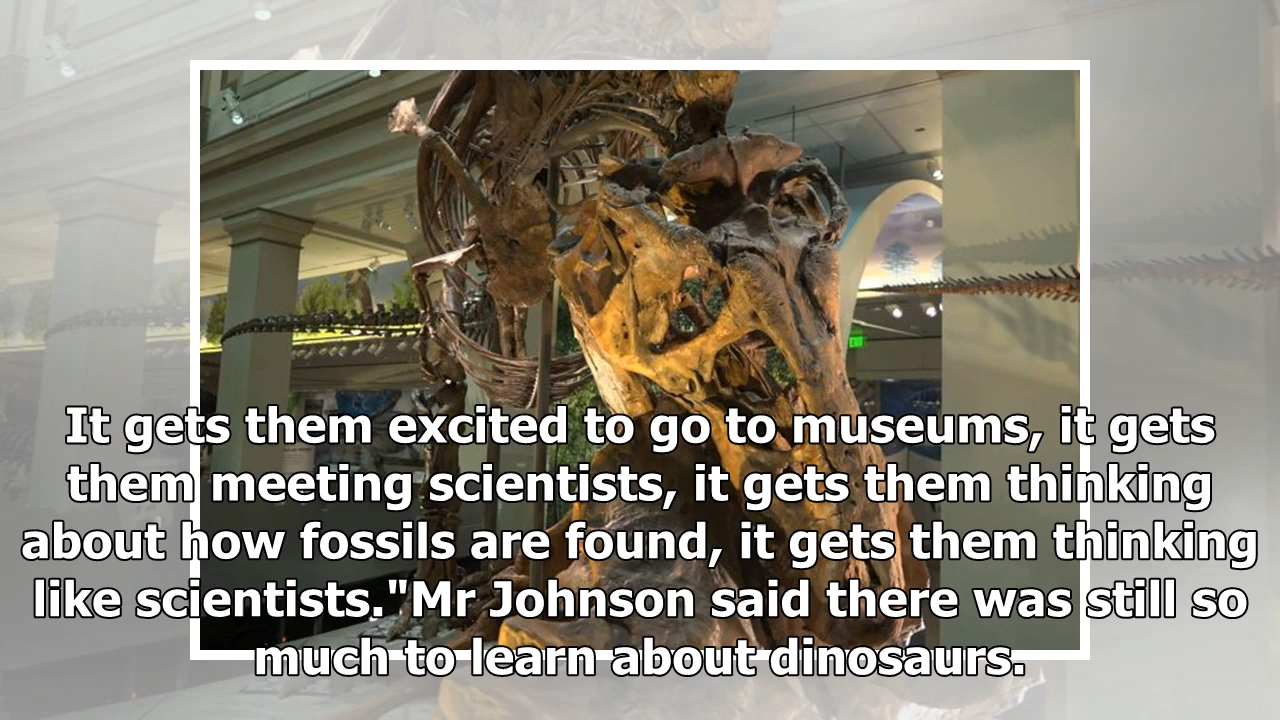 It gets them excited to go to museums, it gets
them meeting scientists, it gets them thinking
about how fossils are found, it gets them thinking
like scientists."Mr Johnson said there was still so
much to learn about dinosaurs.